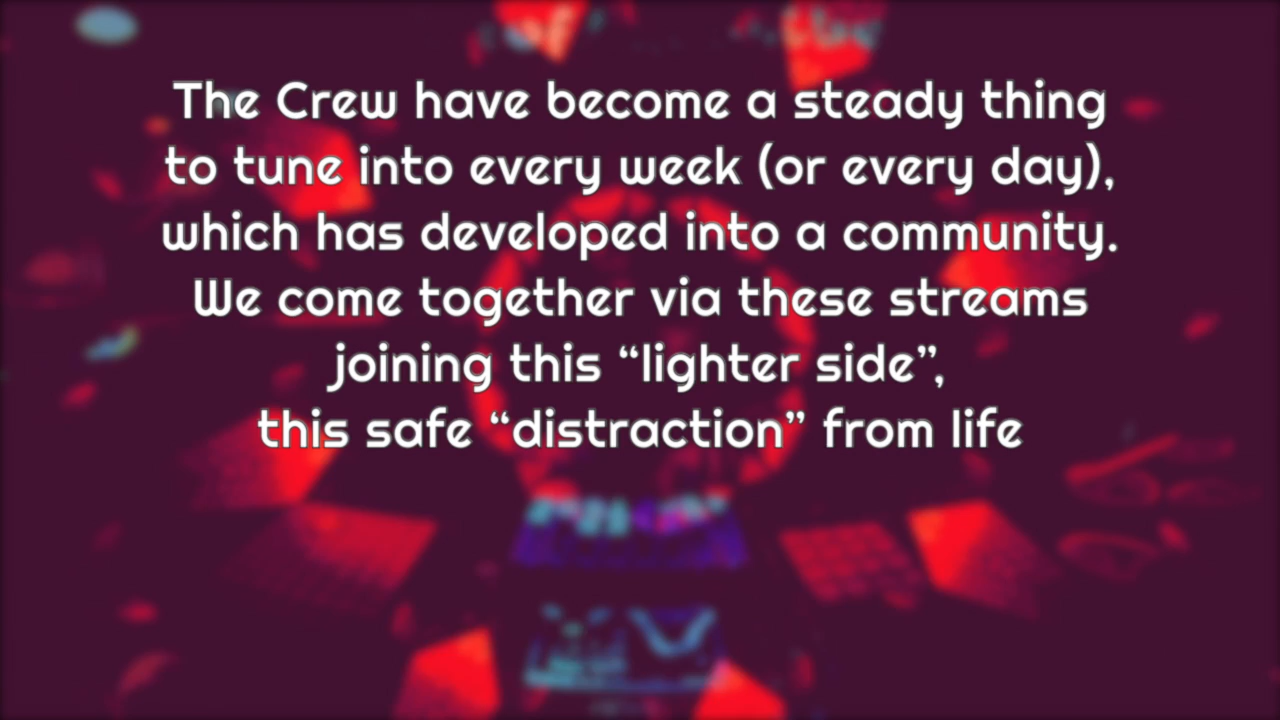 The Crew have become a steady thing
to tune into every week (or every day),
which has developed into a community.
We come together via these streams
joining this “lighter side”,
this safe “distraction” from life